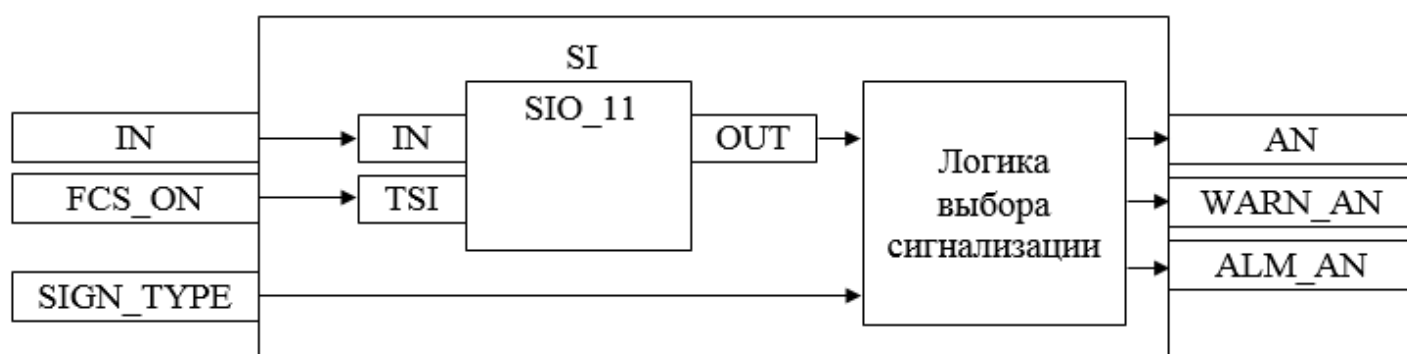 SI
SIO_11
IN
IN
OUT
AN
FCS_ON
TSI
Логика
выбора
сигнализации
WARN_AN
ALM_AN
SIGN_TYPE